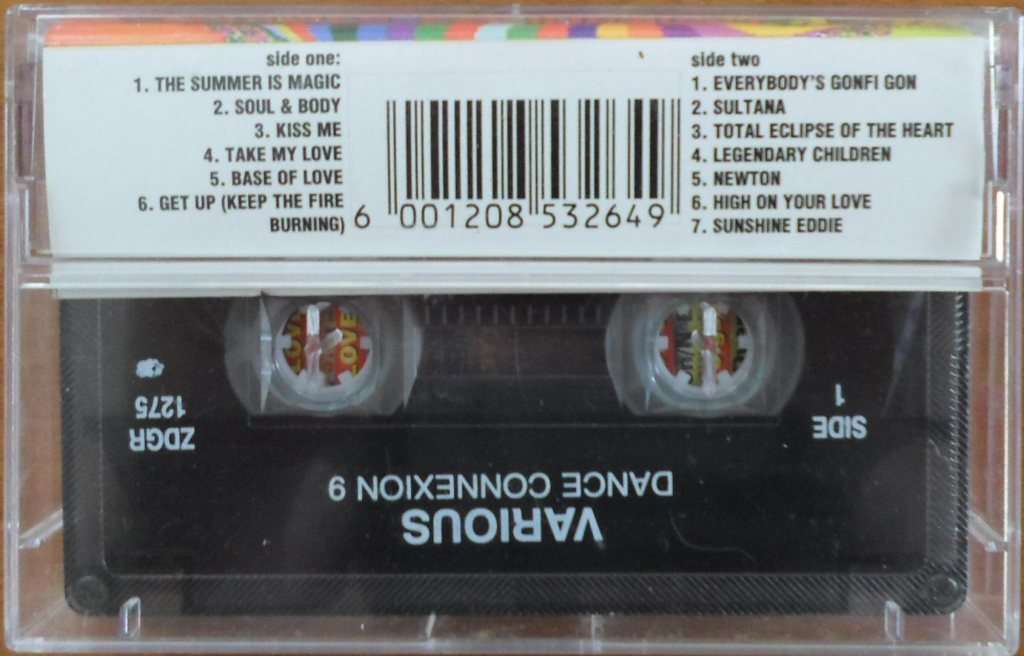 side one:
1. THE SUMMER IS MAGIC
2. SOUL & BODY
3. KISS ME
4. TAKE MY LOVE
5. BASE OF LOVE
6. GET UP (KEEP THE FIRE
BURNING)
6 001208 532649
side two
1. EVERYBODY'S GONFI GON
2. SULTANA
3. TOTAL ECLIPSE OF THE HEART
4. LEGENDARY CHILDREN
5. NEWTON
6. HIGH ON YOUR LOVE
7. SUNSHINE EDDIE
VARIOUS
DANCE CONNEXION 9
SIDE
1
ZDGR
1275
LOVE